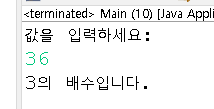 <terminated> Main (10) [Java Applic
값을 입력하세요:
36
3의 배수입니다.